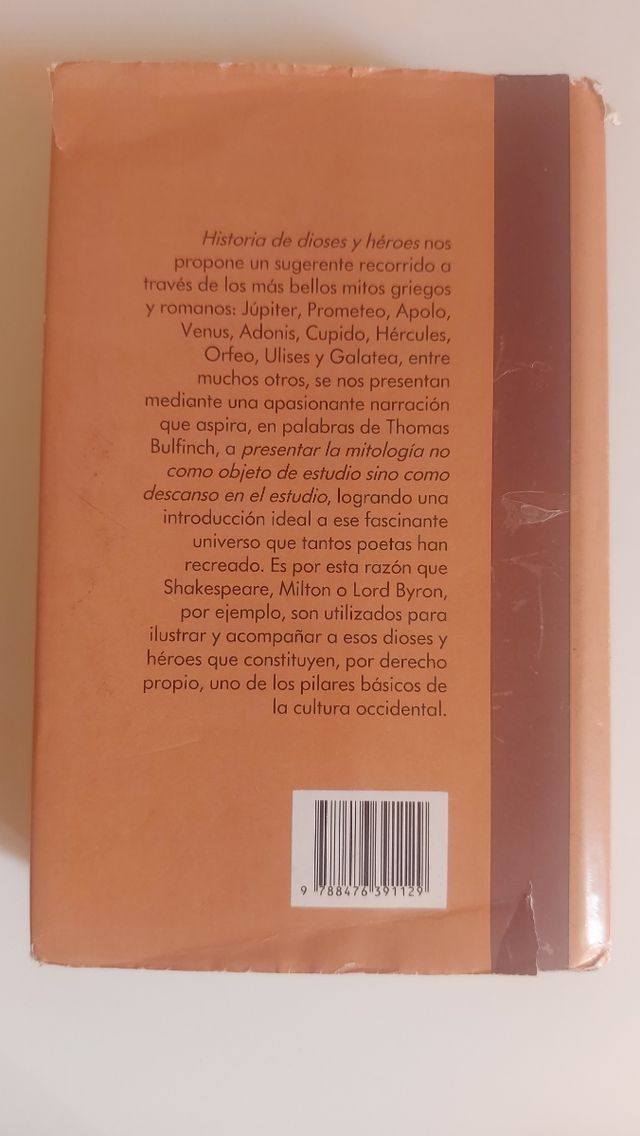 Historia de dioses y héroes nos
propone un sugerente recorrido a
través de los más bellos mitos griegos
y romanos: Júpiter, Prometeo, Apolo,
Venus, Adonis, Cupido, Hércules,
Orfeo, Ulises y Galatea, entre
muchos otros, se nos presentan
mediante una apasionante narración
que aspira, en palabras de Thomas
Bulfinch, a presentar la mitología no
como objeto de estudio sino como
descanso en el estudio, logrando una
introducción ideal a ese fascinante
universo que tantos poetas han
recreado. Es por esta razón que
Shakespeare, Milton o Lord Byron,
por ejemplo, son utilizados para
ilustrar y acompañar a esos dioses y
héroes que constituyen, por derecho
propio, uno de los pilares básicos de
la cultura occidental.
9 788476 391129